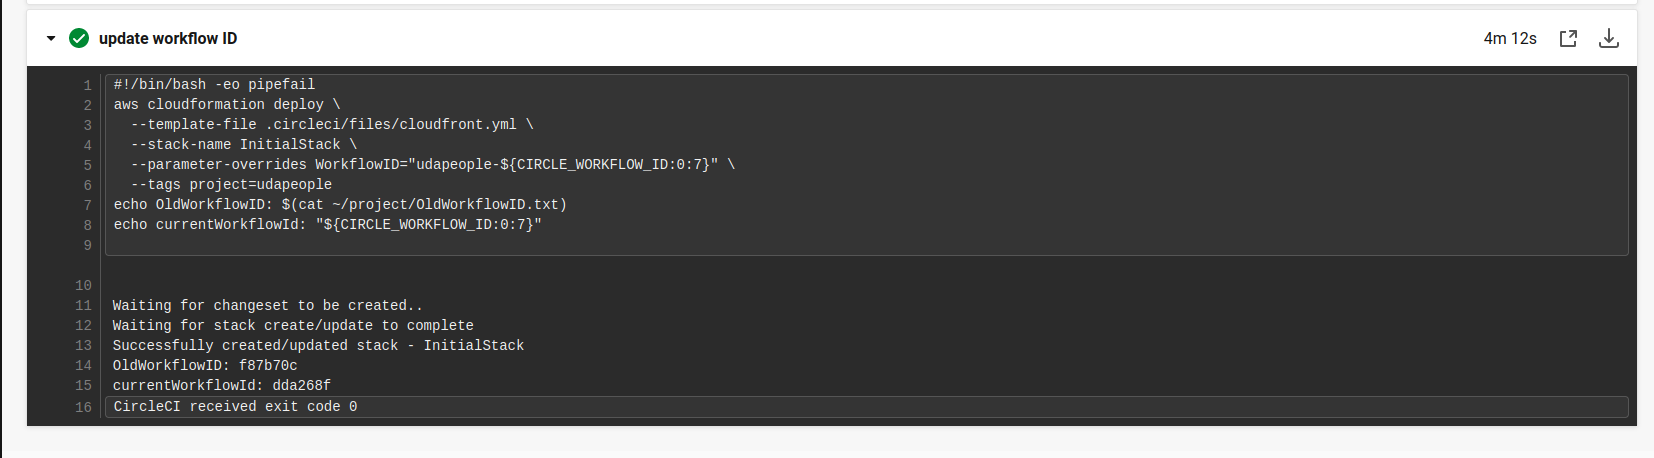 update workflow ID
4m 12s
1 #!/bin/bash -eo pipefail
2 aws cloudformation deploy \
3   --template-file .circleci/files/cloudfront.yml \
4   --stack-name InitialStack \
5   --parameter-overrides WorkflowID="udapeople-${CIRCLE_WORKFLOW_ID:0:7}" \
6   --tags project=udapeople
7 echo OldWorkflowID: $(cat ~/project/OldWorkflowID.txt)
8 echo currentWorkflowId: "${CIRCLE_WORKFLOW_ID:0:7}"
9
10
11 Waiting for changeset to be created..
12 Waiting for stack create/update to complete
13 Successfully created/updated stack - InitialStack
14 OldWorkflowID: f87b70c
15 currentWorkflowId: dda268f
16 CircleCI received exit code 0